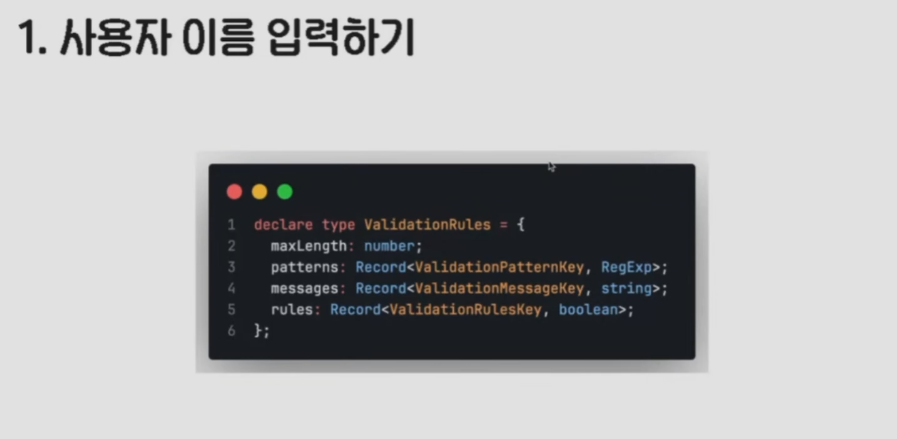 1. 사용자 이름 입력하기
1 declare type ValidationRules = {
2 maxLength: number;
3 patterns: Record<ValidationPatternKey, RegExp>;
4 messages: Record<ValidationMessageKey, string>;
5 rules: Record<ValidationRulesKey, boolean>;
6 };